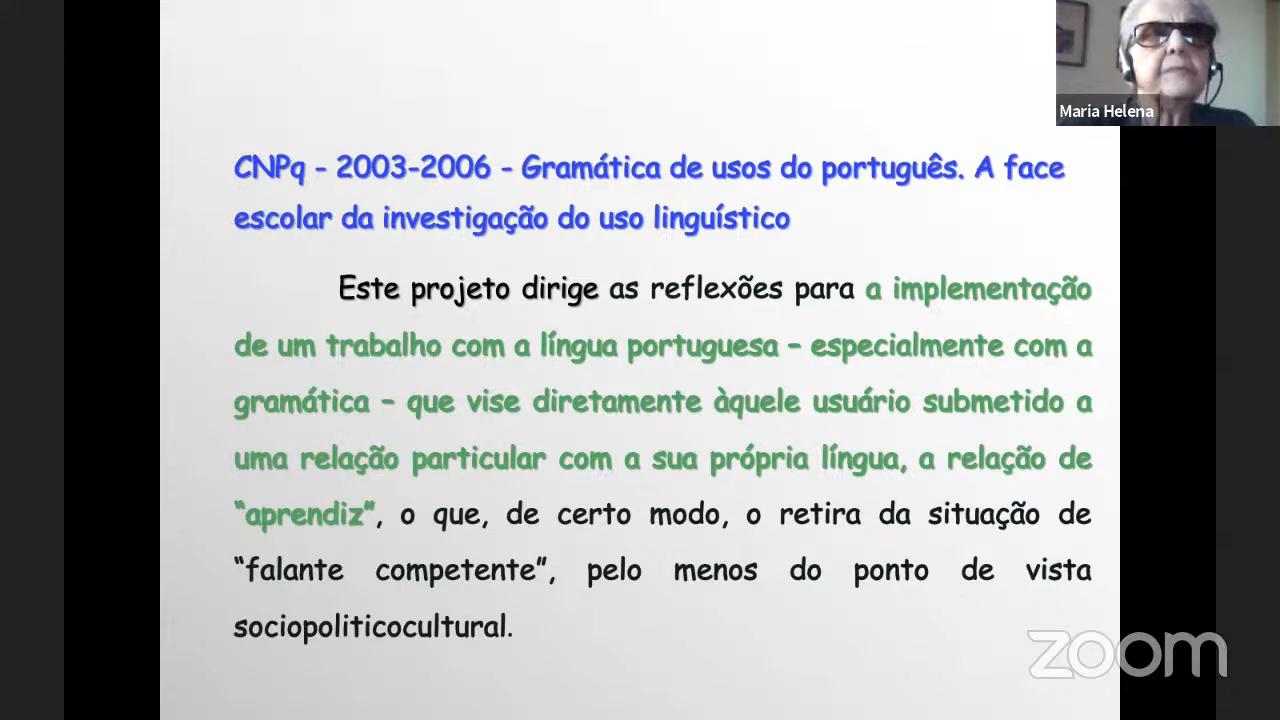 Maria Helena
CNPq - 2003-2006 - Gramática de usos do português. A face
escolar da investigação do uso linguístico
Este projeto dirige as reflexões para a implementação
de um trabalho com a língua portuguesa – especialmente com a
gramática – que vise diretamente àquele usuário submetido a
uma relação particular com a sua própria língua, a relação de
“aprendiz”, o que, de certo modo, o retira da situação de
“falante competente”, pelo menos do ponto de vista
sociopoliticocultural.
zoom